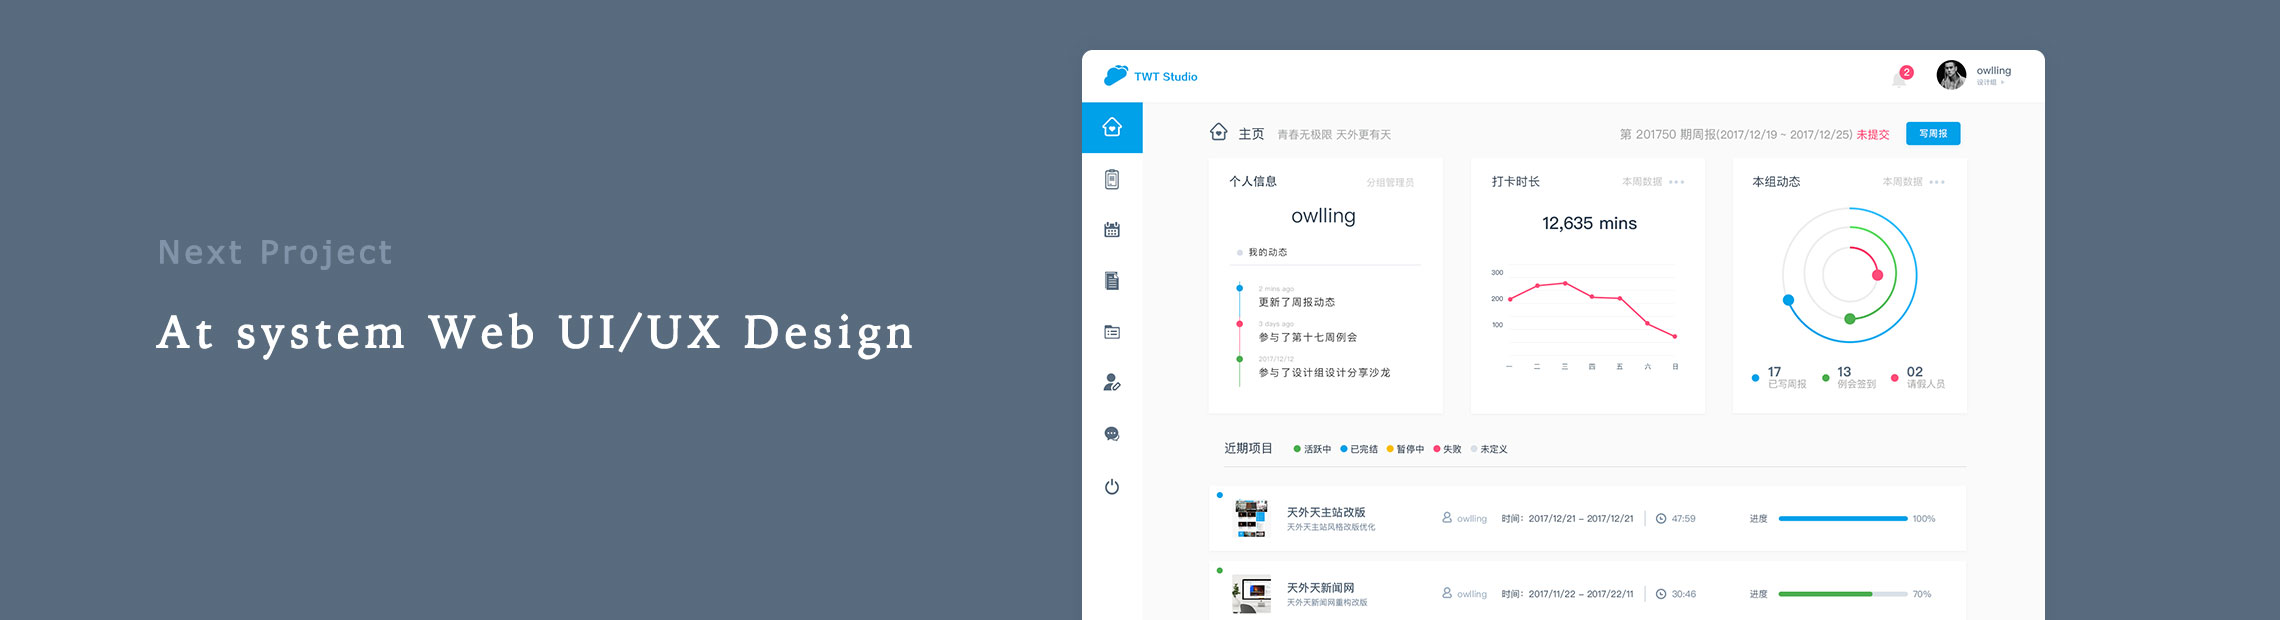 Next Project
At system Web UI/UX Design
TWT Studio
2
owlling
设计组
主页 青春无极限 天外更有天
第 201750 期周报(2017/12/19 ~ 2017/12/25) 未提交
写周报
个人信息 分组管理员
owlling
我的动态
2 mins ago
更新了周报动态
3 days ago
参与了第十七周例会
2017/12/12
参与了设计组设计分享沙龙
打卡时长 本周数据
12,635 mins
300
200
100
一 二 三 四 五 六 日
本组动态 本周数据
17 已写周报
13 例会签到
02 请假人员
近期项目 活跃中 已完结 暂停中 失败 未定义
天外天主站改版
天外天主站风格改版优化
owlling 时间：2017/12/21 – 2017/12/21 47:59 进度 100%
天外天新闻网
天外天新闻网重构改版
owlling 时间：2017/11/22 – 2017/22/11 30:46 进度 70%